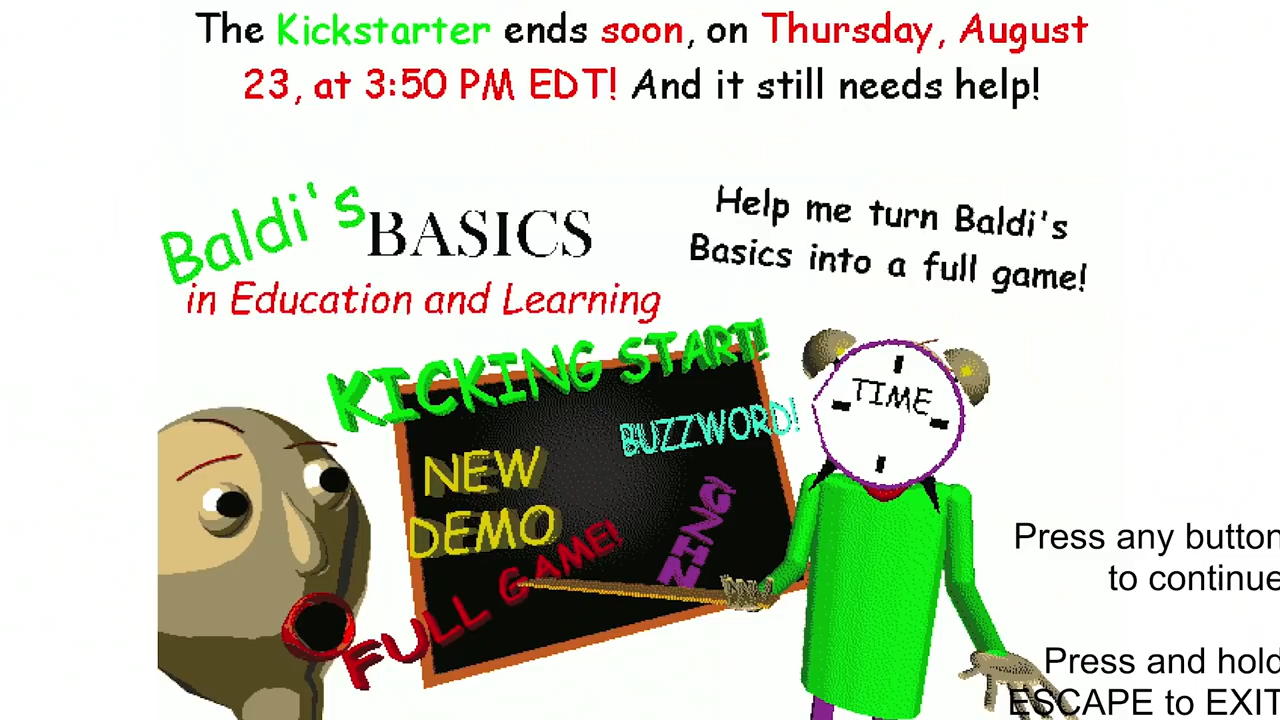 The Kickstarter ends soon, on Thursday, August
23, at 3:50 PM EDT! And it still needs help!
Baldi's BASICS
in Education and Learning
Help me turn Baldi's
Basics into a full game!
KICKING START!
BUZZWORD!
NEW
DEMO
ZING!
FULL GAME!
TIME
Press any button
to continue
Press and hold
ESCAPE to EXIT